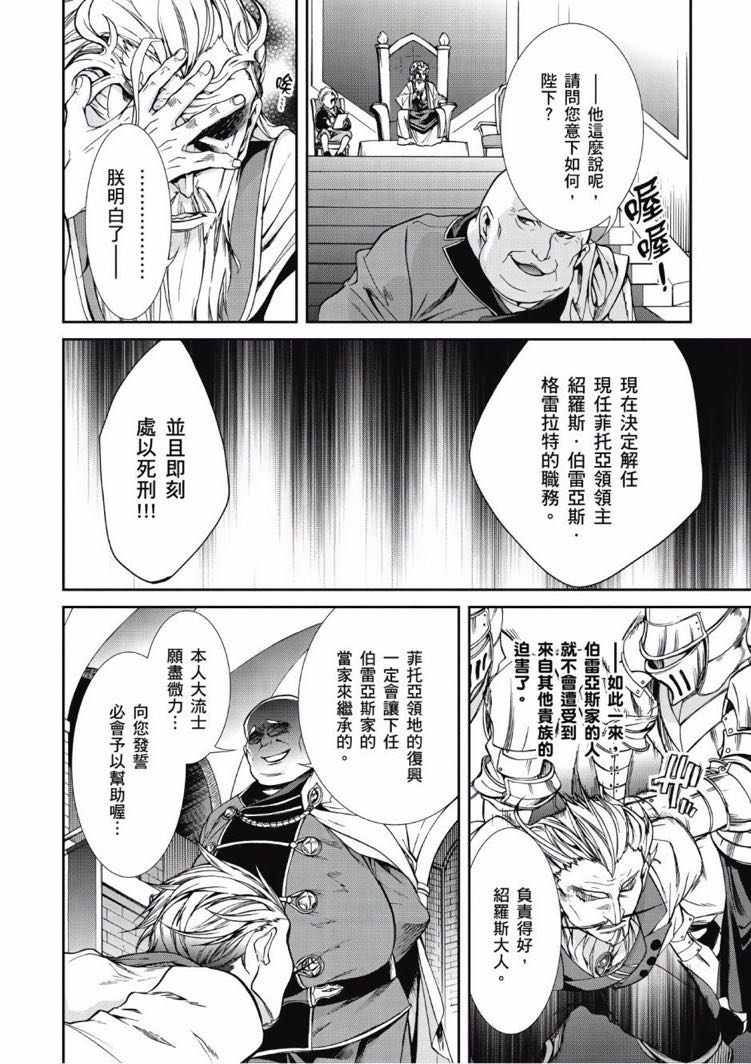 ——他這麼說呢，
請問您意下如何，
陛下？
喔喔！
唉
…………
朕明白了——
現在決定解任
現任菲托亞領領主
紹羅斯．伯雷亞斯．
格雷拉特的職務。
並且即刻
處以死刑!!!
——如此一來，
伯雷亞斯家的人
就不會遭受到
來自其他貴族的
迫害了。
負責得好，
紹羅斯大人。
菲托亞領地的復興
一定會讓下任
伯雷亞斯家的
當家來繼承的。
本人大流士
願盡微力…
向您發誓
必會予以幫助喔…